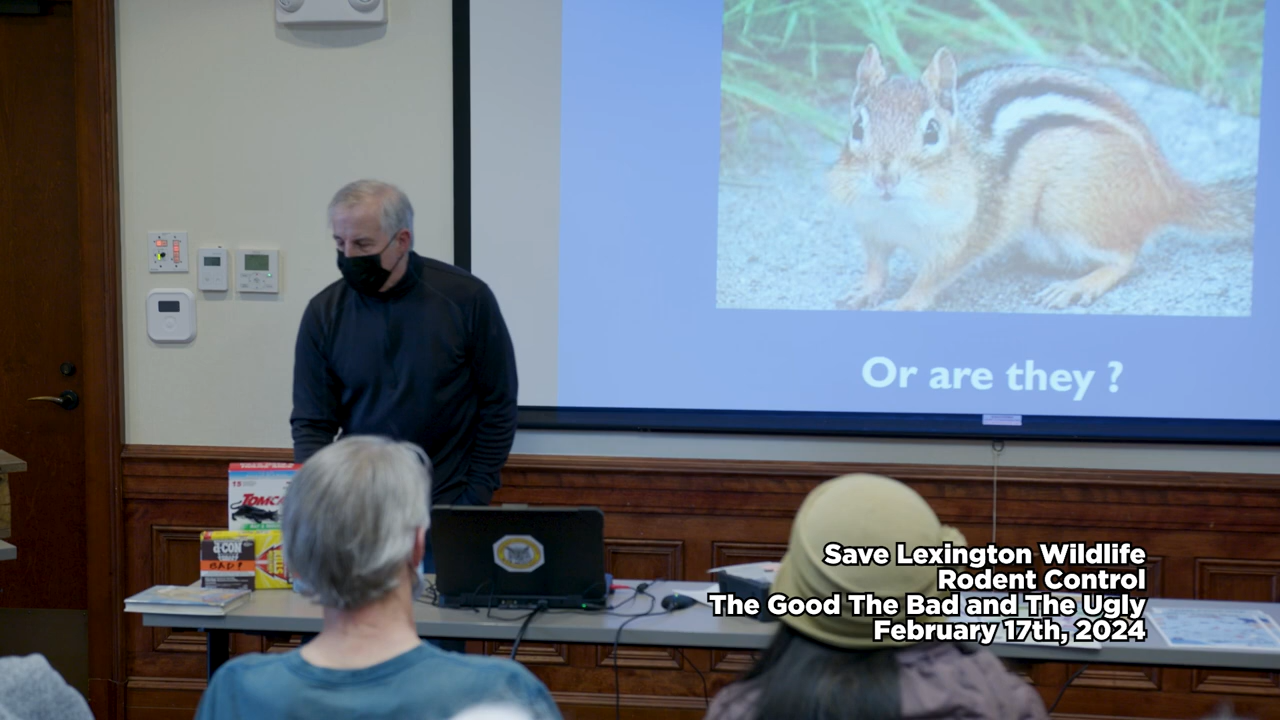 Or are they ?
TOMCAT
d-CON
BAD?
Save Lexington Wildlife
Rodent Control
The Good The Bad and The Ugly
February 17th, 2024